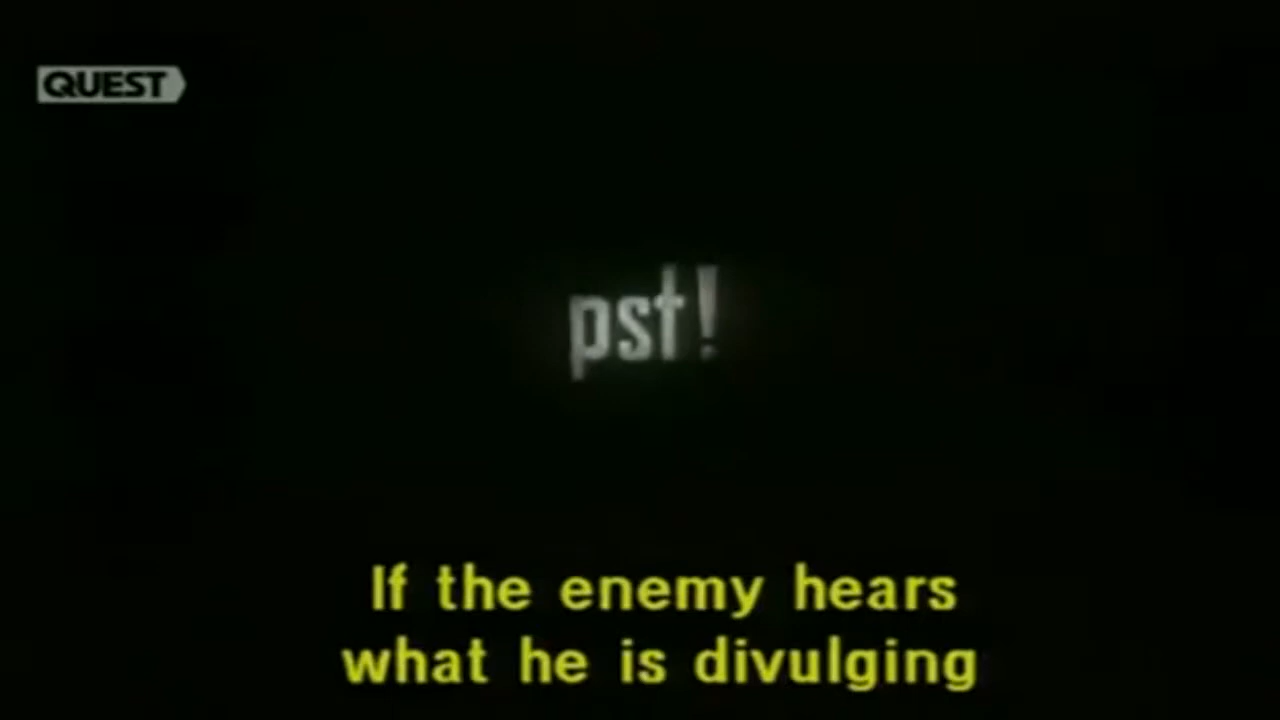 QUEST
pst!
If the enemy hears
what he is divulging